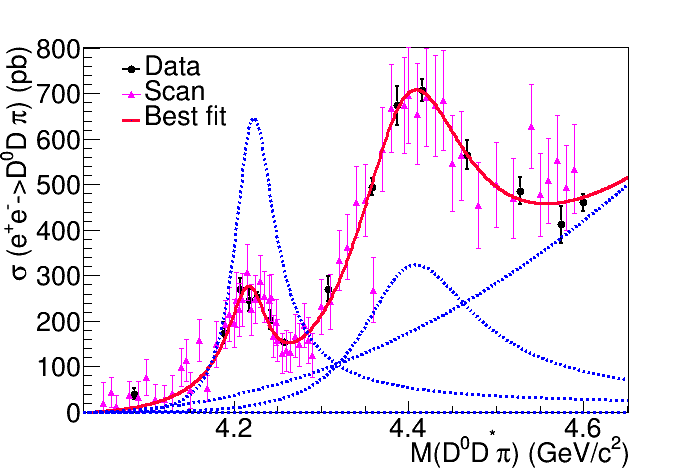 800
700
600
500
400
300
200
100
0
σ (e⁺e⁻->D⁰D π) (pb)
Data
Scan
Best fit
4.2 4.4 4.6
M(D⁰D*π) (GeV/c²)